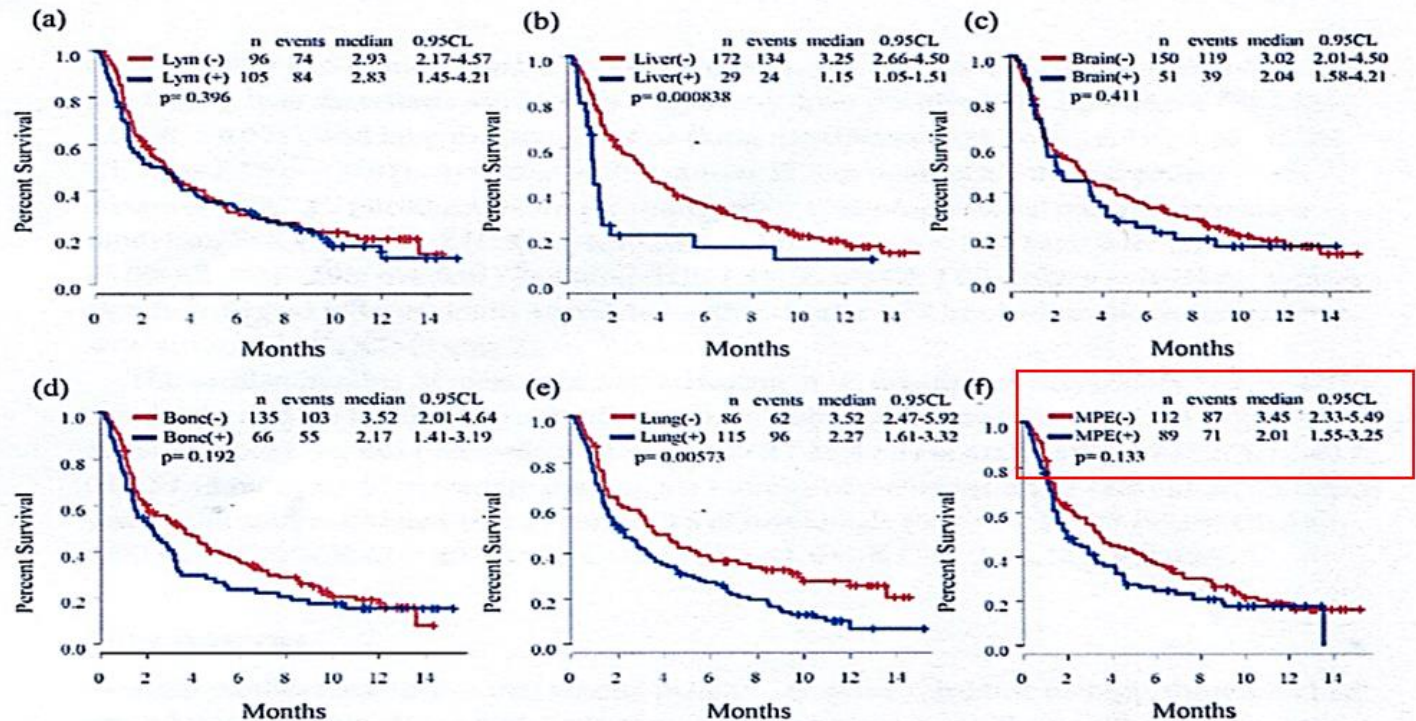 (a)
n events median 0.95CL
Lym (-) 96 74 2.93 2.17-4.57
Lym (+) 105 84 2.83 1.45-4.21
p= 0.396
Percent Survival
1.0
0.8
0.6
0.4
0.2
0.0
0 2 4 6 8 10 12 14
Months
(b)
n events median 0.95CL
Liver(-) 172 134 3.25 2.66-4.50
Liver(+) 29 24 1.15 1.05-1.51
p= 0.000838
Percent Survival
1.0
0.8
0.6
0.4
0.2
0.0
0 2 4 6 8 10 12 14
Months
(c)
n events median 0.95CL
Brain(-) 150 119 3.02 2.01-4.50
Brain(+) 51 39 2.04 1.58-4.21
p= 0.411
Percent Survival
1.0
0.8
0.6
0.4
0.2
0.0
0 2 4 6 8 10 12 14
Months
(d)
n events median 0.95CL
Bone(-) 135 103 3.52 2.01-4.64
Bone(+) 66 55 2.17 1.41-3.19
p= 0.192
Percent Survival
1.0
0.8
0.6
0.4
0.2
0.0
0 2 4 6 8 10 12 14
Months
(e)
n events median 0.95CL
Lung(-) 86 62 3.52 2.47-5.92
Lung(+) 115 96 2.27 1.61-3.32
p= 0.00573
Percent Survival
1.0
0.8
0.6
0.4
0.2
0.0
0 2 4 6 8 10 12 14
Months
(f)
n events median 0.95CL
MPE(-) 112 87 3.45 2.33-5.49
MPE(+) 89 71 2.01 1.55-3.25
p= 0.133
Percent Survival
1.0
0.8
0.6
0.4
0.2
0.0
0 2 4 6 8 10 12 14
Months